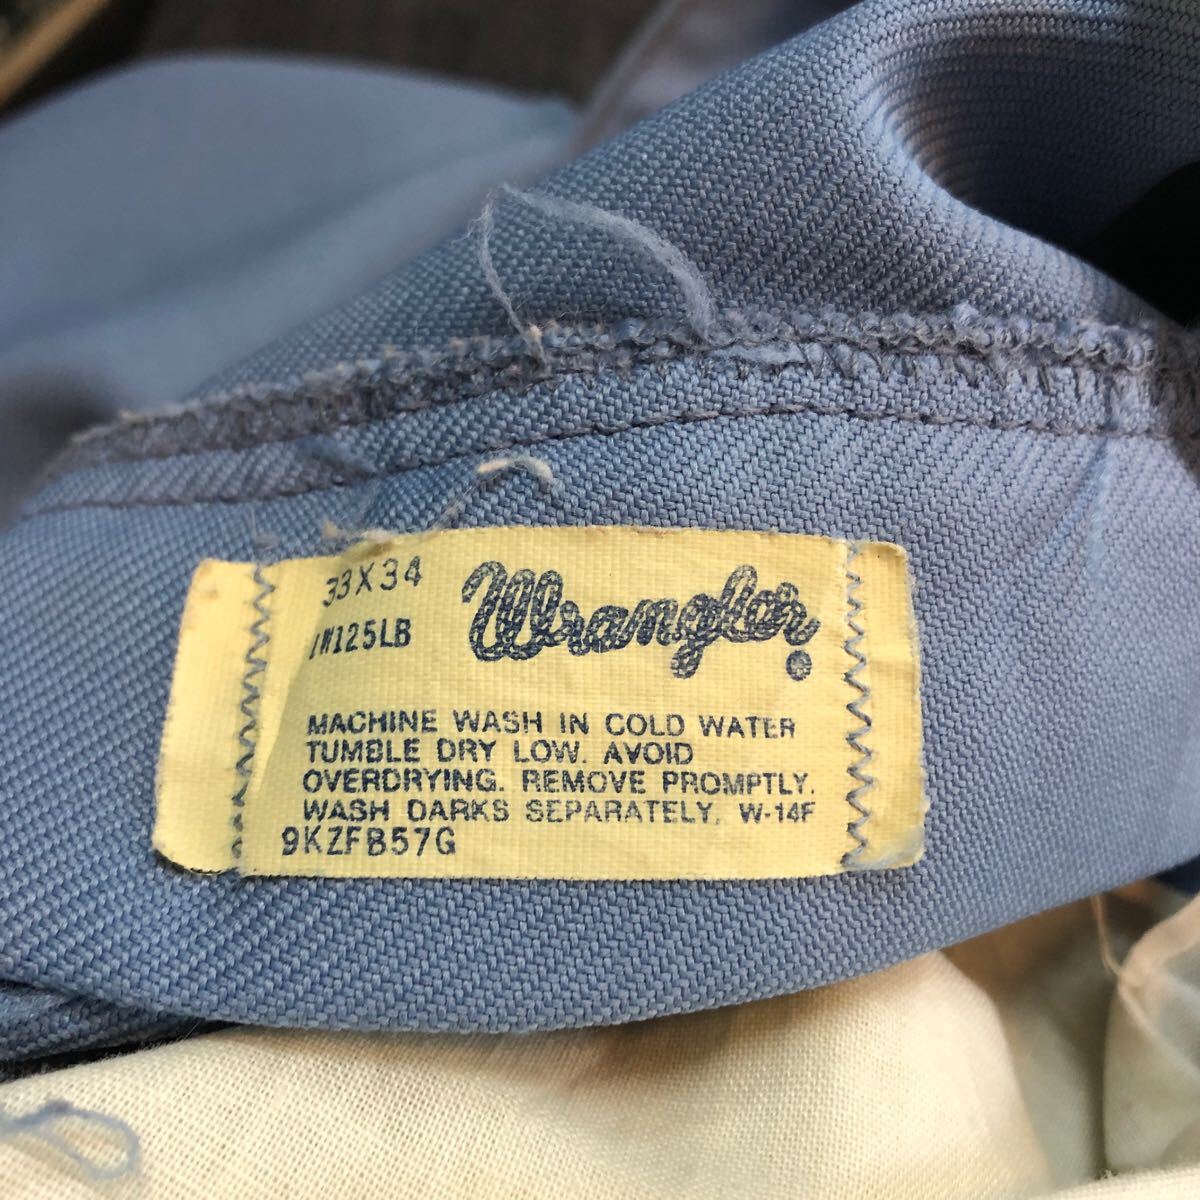 33X34
Wrangler
1W125LB
MACHINE WASH IN COLD WATER
TUMBLE DRY LOW. AVOID
OVERDRYING. REMOVE PROMPTLY.
WASH DARKS SEPARATELY. W-14F
9KZFB57G